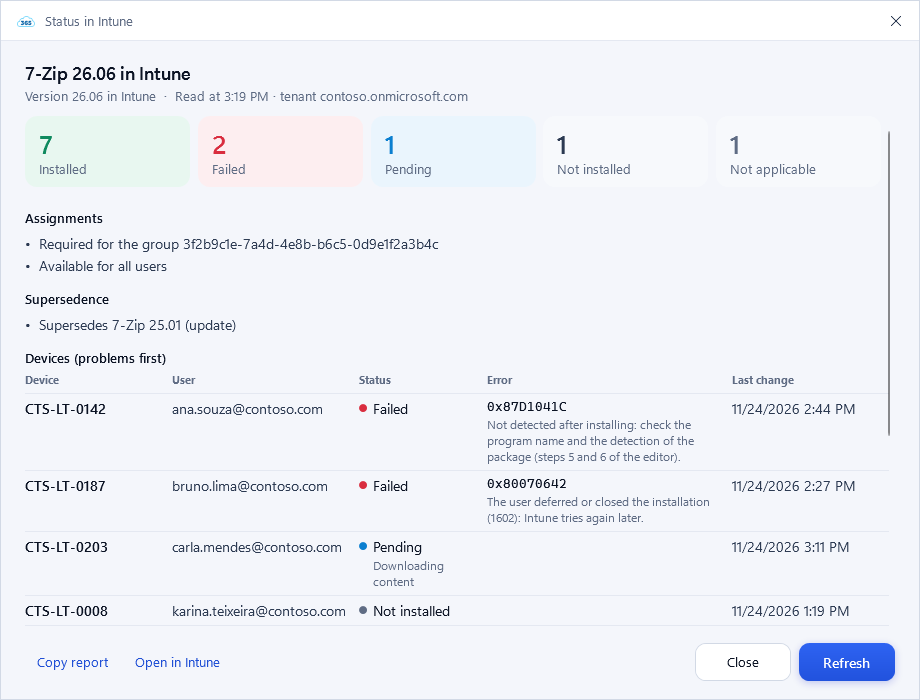 365 Status in Intune
7-Zip 26.06 in Intune
Version 26.06 in Intune · Read at 3:19 PM · tenant contoso.onmicrosoft.com
7 2 1 1 1
Installed Failed Pending Not installed Not applicable
Assignments
• Required for the group 3f2b9c1e-7a4d-4e8b-b6c5-0d9e1f2a3b4c
• Available for all users
Supersedence
• Supersedes 7-Zip 25.01 (update)
Devices (problems first)
Device User Status Error Last change
CTS-LT-0142 ana.souza@contoso.com Failed 0x87D1041C 11/24/2026 2:44 PM
Not detected after installing: check the
program name and the detection of the
package (steps 5 and 6 of the editor).
CTS-LT-0187 bruno.lima@contoso.com Failed 0x80070642 11/24/2026 2:27 PM
The user deferred or closed the installation
(1602): Intune tries again later.
CTS-LT-0203 carla.mendes@contoso.com Pending 11/24/2026 3:11 PM
Downloading
content
CTS-LT-0008 karina.teixeira@contoso.com Not installed 11/24/2026 1:19 PM
Copy report Open in Intune Close Refresh